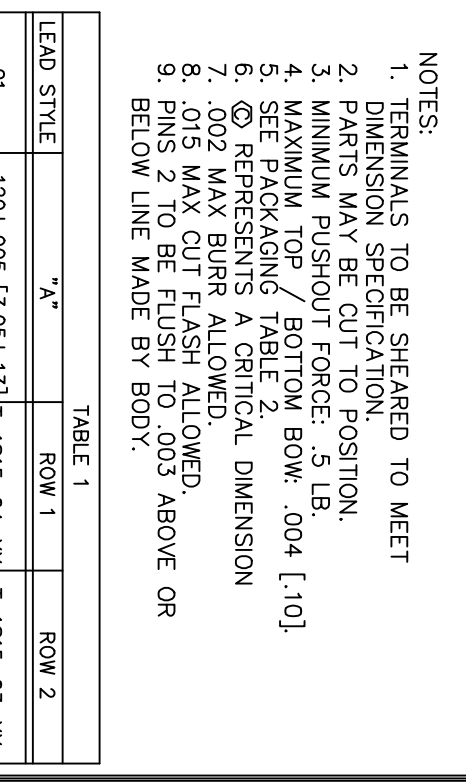 NOTES:
1. TERMINALS TO BE SHEARED TO MEET
DIMENSION SPECIFICATION.
2. PARTS MAY BE CUT TO POSITION.
3. MINIMUM PUSHOUT FORCE: .5 LB.
4. MAXIMUM TOP / BOTTOM BOW: .004 [.10].
5. SEE PACKAGING TABLE 2.
6. Ⓒ REPRESENTS A CRITICAL DIMENSION
7. .002 MAX BURR ALLOWED.
8. .015 MAX CUT FLASH ALLOWED.
9. PINS 2 TO BE FLUSH TO .003 ABOVE OR
BELOW LINE MADE BY BODY.
TABLE 1
LEAD STYLE "A" ROW 1 ROW 2